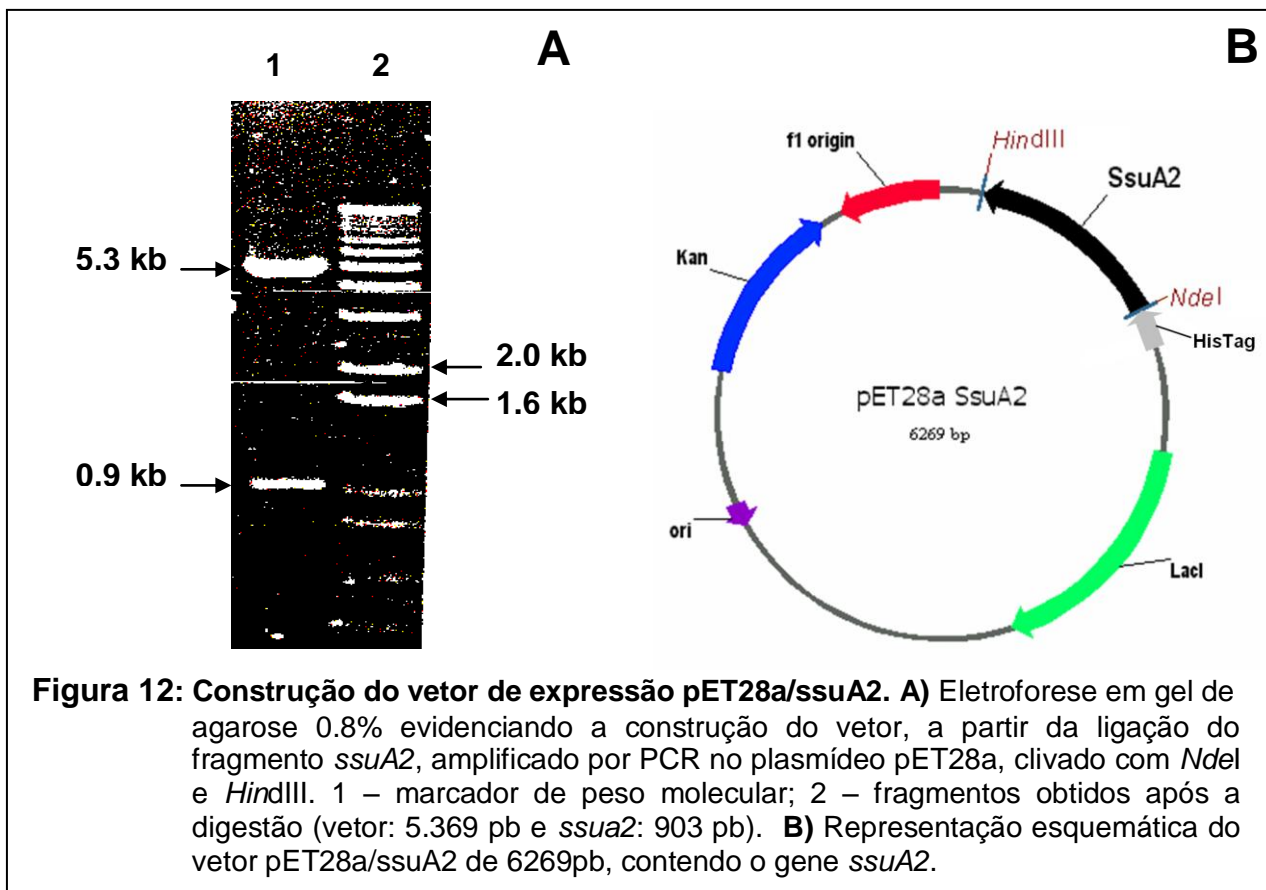 A
1 2
5.3 kb
2.0 kb
1.6 kb
0.9 kb
B
f1 origin
HindIII
SsuA2
Kan
NdeI
HisTag
pET28a SsuA2
6269 bp
ori
LacI
Figura 12: Construção do vetor de expressão pET28a/ssuA2. A) Eletroforese em gel de
agarose 0.8% evidenciando a construção do vetor, a partir da ligação do
fragmento ssuA2, amplificado por PCR no plasmídeo pET28a, clivado com NdeI
e HindIII. 1 – marcador de peso molecular; 2 – fragmentos obtidos após a
digestão (vetor: 5.369 pb e ssua2: 903 pb). B) Representação esquemática do
vetor pET28a/ssuA2 de 6269pb, contendo o gene ssuA2.